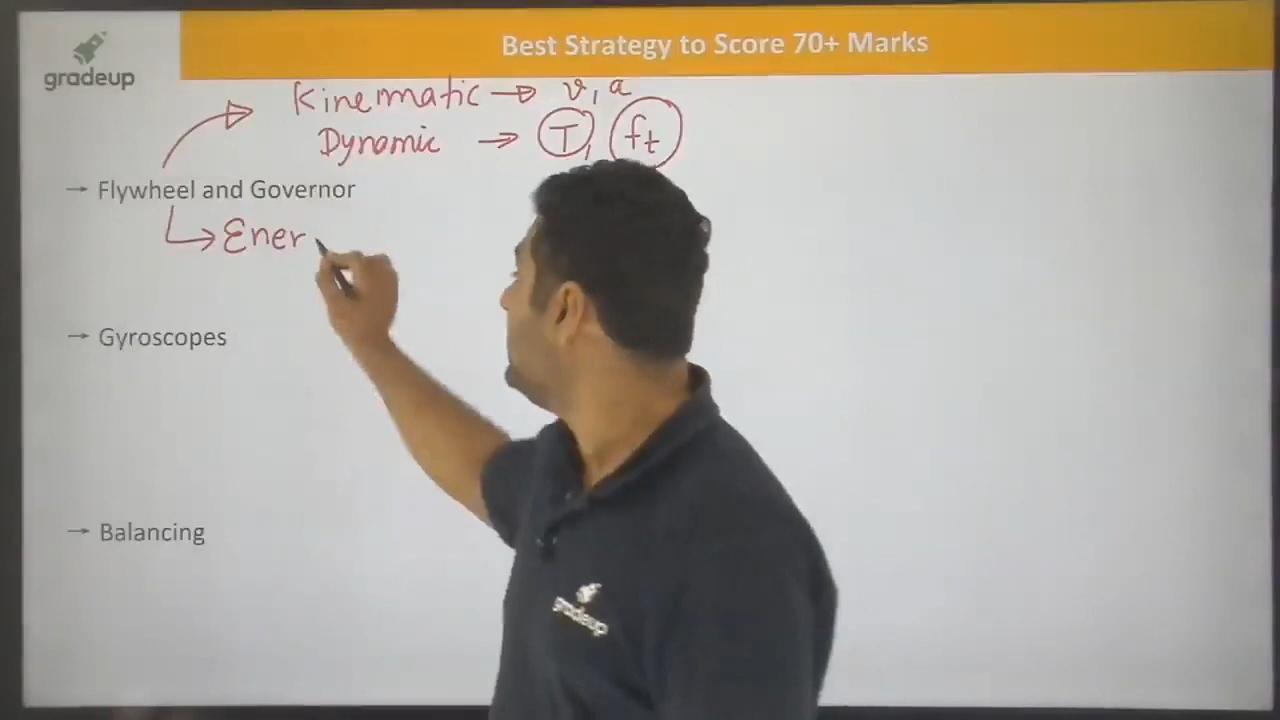 Best Strategy to Score 70+ Marks
gradeup
Kinematic → v, a
Dynamic → T, ft
→ Flywheel and Governor
↳ Ener
→ Gyroscopes
→ Balancing
gradeup